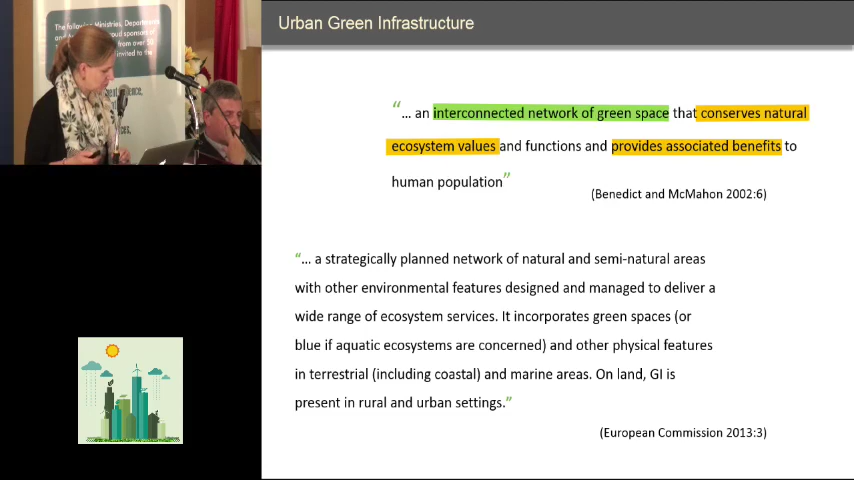 The following Ministries, Departments
Urban Green Infrastructure
“… an interconnected network of green space that conserves natural
ecosystem values and functions and provides associated benefits to
human population”
(Benedict and McMahon 2002:6)
“… a strategically planned network of natural and semi-natural areas
with other environmental features designed and managed to deliver a
wide range of ecosystem services. It incorporates green spaces (or
blue if aquatic ecosystems are concerned) and other physical features
in terrestrial (including coastal) and marine areas. On land, GI is
present in rural and urban settings.”
(European Commission 2013:3)